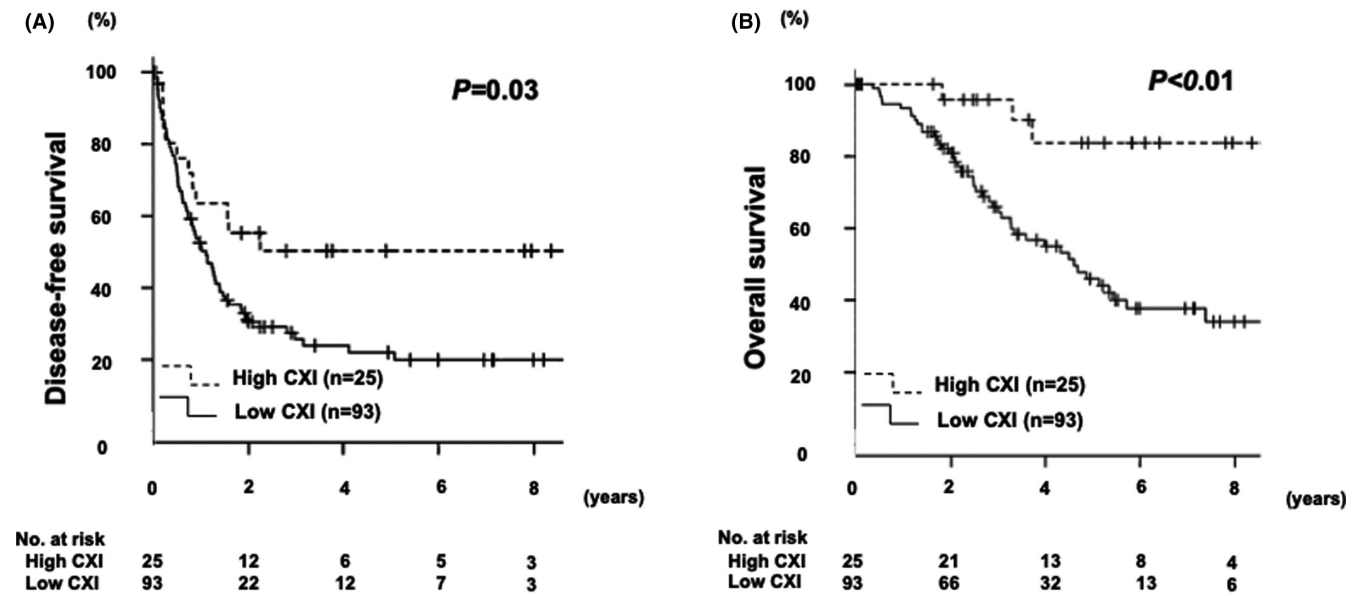 (A) (%)
P=0.03
100
80
60
40
20
0
Disease-free survival
High CXI (n=25)
Low CXI (n=93)
0 2 4 6 8 (years)
No. at risk
High CXI 25 12 6 5 3
Low CXI 93 22 12 7 3
(B) (%)
P<0.01
100
80
60
40
20
0
Overall survival
High CXI (n=25)
Low CXI (n=93)
0 2 4 6 8 (years)
No. at risk
High CXI 25 21 13 8 4
Low CXI 93 66 32 13 6